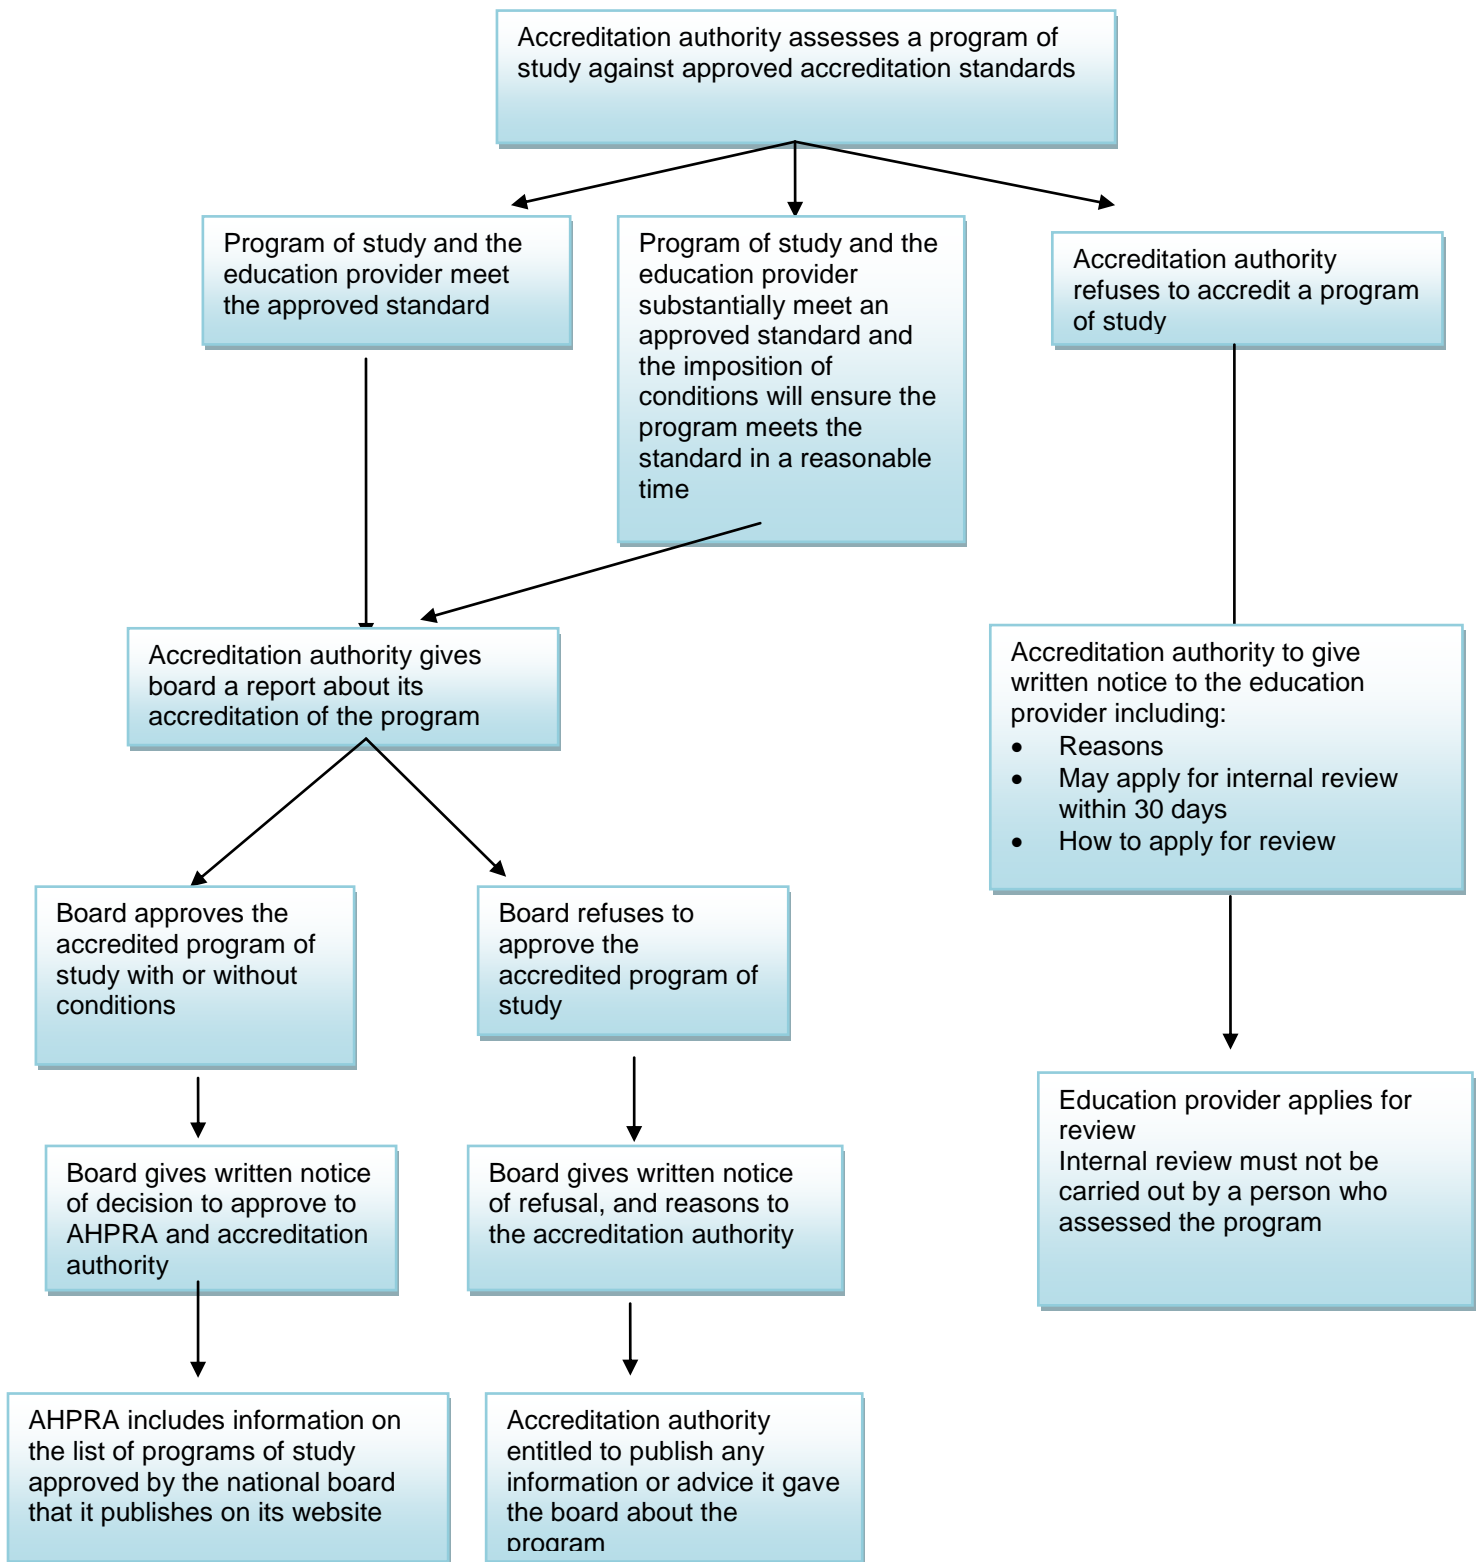 Accreditation authority assesses a program of
study against approved accreditation standards
Program of study and the
education provider meet
the approved standard
Program of study and the
education provider
substantially meet an
approved standard and
the imposition of
conditions will ensure the
program meets the
standard in a reasonable
time
Accreditation authority
refuses to accredit a program
of study
Accreditation authority gives
board a report about its
accreditation of the program
Accreditation authority to give
written notice to the education
provider including:
• Reasons
• May apply for internal review
within 30 days
• How to apply for review
Board approves the
accredited program of
study with or without
conditions
Board refuses to
approve the
accredited program of
study
Education provider applies for
review
Internal review must not be
carried out by a person who
assessed the program
Board gives written notice
of decision to approve to
AHPRA and accreditation
authority
Board gives written notice
of refusal, and reasons to
the accreditation authority
AHPRA includes information on
the list of programs of study
approved by the national board
that it publishes on its website
Accreditation authority
entitled to publish any
information or advice it gave
the board about the
program